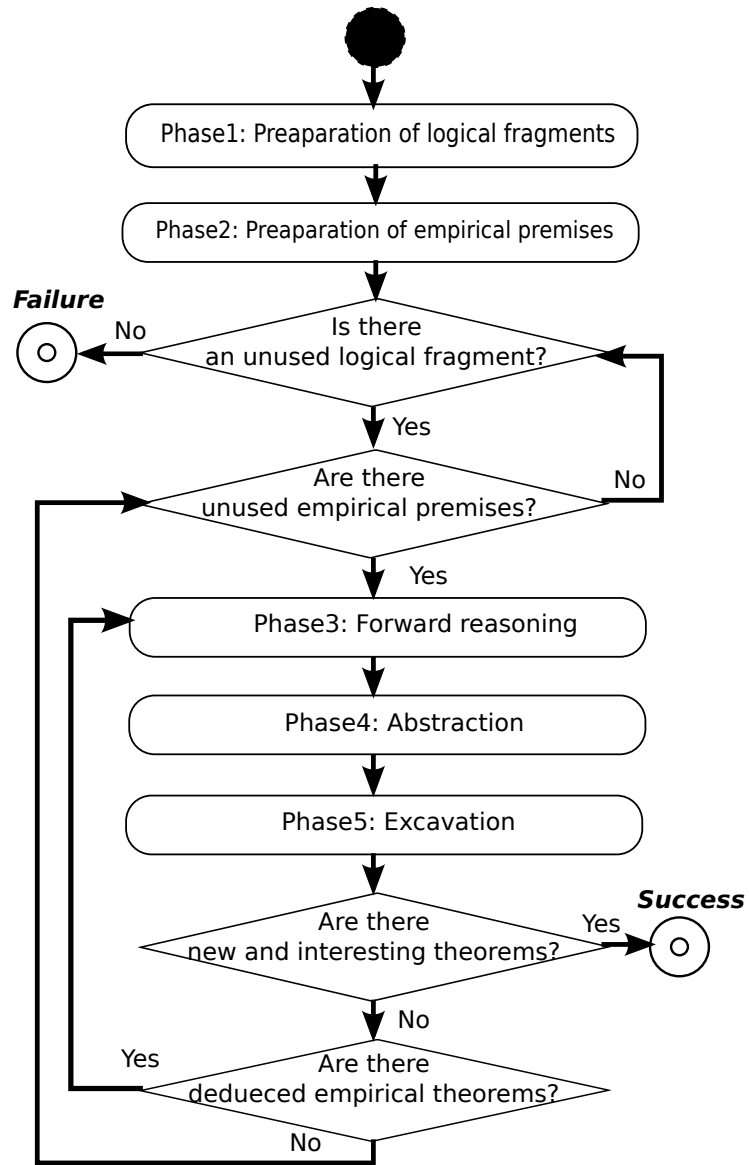 Phase1: Preaparation of logical fragments
Phase2: Preaparation of empirical premises
Failure
No
Is there
an unused logical fragment?
Yes
Are there
unused empirical premises?
No
Yes
Phase3: Forward reasoning
Phase4: Abstraction
Phase5: Excavation
Are there
new and interesting theorems?
Yes
Success
No
Yes
Are there
dedueced empirical theorems?
No